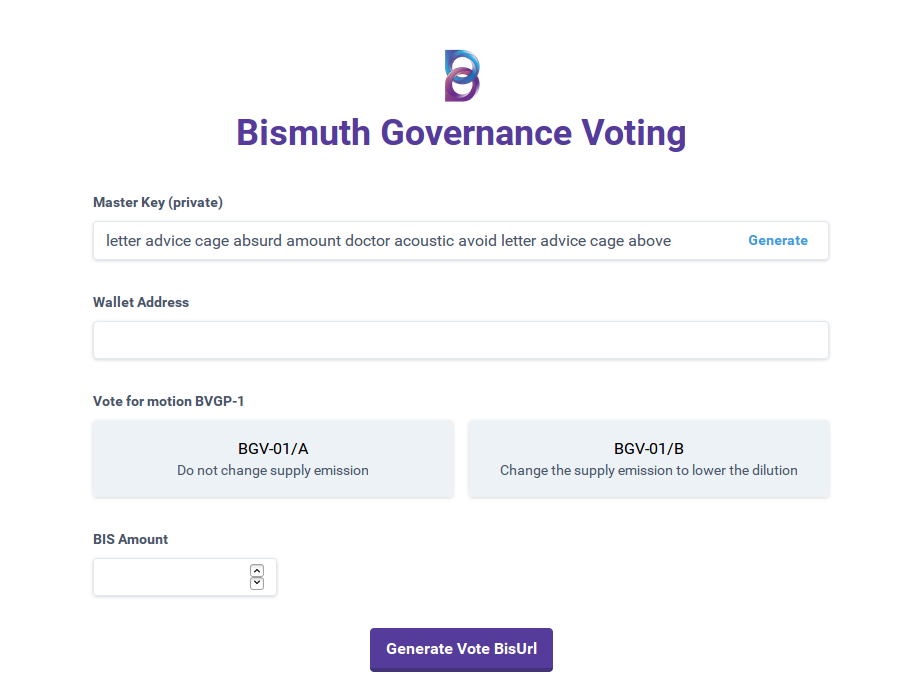 Bismuth Governance Voting
Master Key (private)
letter advice cage absurd amount doctor acoustic avoid letter advice cage above
Generate
Wallet Address
Vote for motion BVGP-1
BGV-01/A
Do not change supply emission
BGV-01/B
Change the supply emission to lower the dilution
BIS Amount
Generate Vote BisUrl